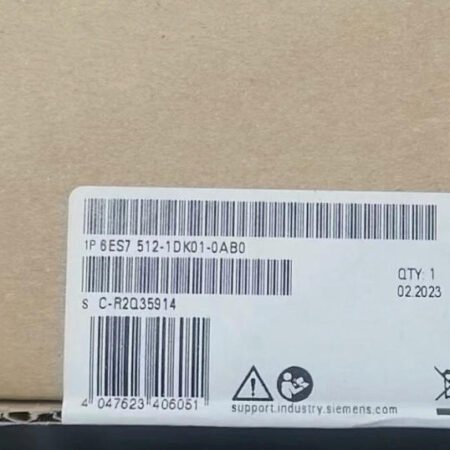 1P 6ES7 512-1DK01-0AB0
QTY: 1
02.2023
S C-R2Q35914
4 047623 406051
support.industry.siemens.com